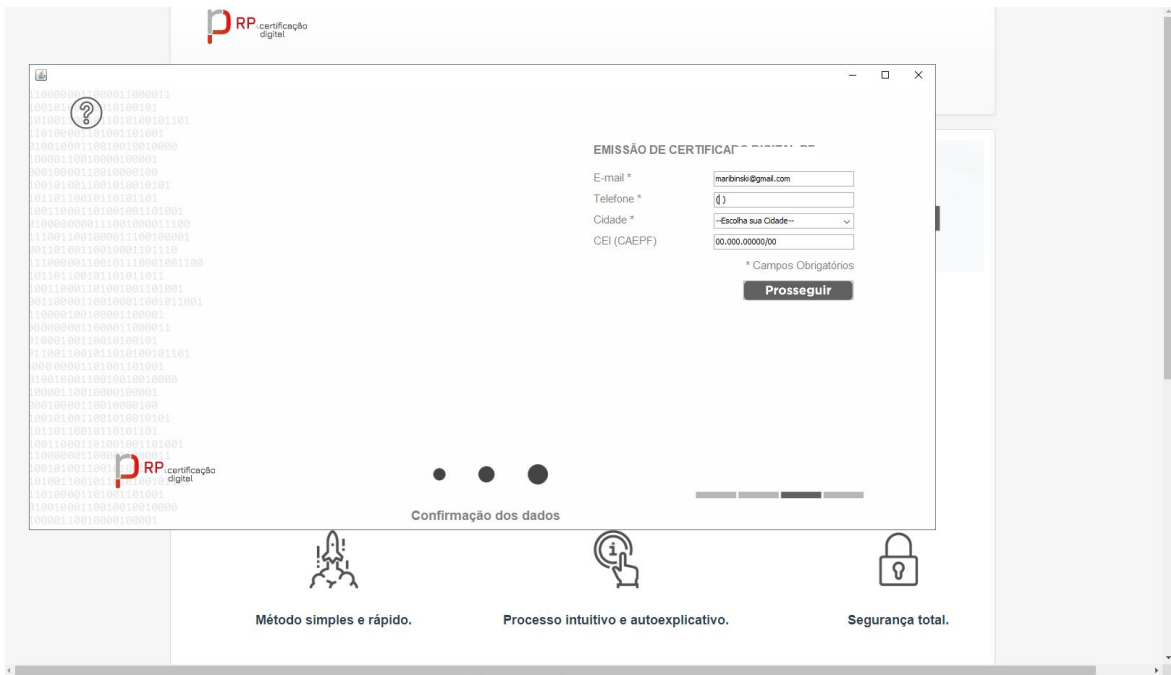 RP.certificação
digital
EMISSÃO DE
E-mail *
maribinski@gmail.com
Telefone *
( )
Cidade *
--Escolha sua Cidade--
CEI (CAEPF)
00.000.00000/00
* Campos Obrigatórios
Prosseguir
RP.certificação
digital
Confirmação dos dados
Método simples e rápido.
Processo intuitivo e autoexplicativo.
Segurança total.